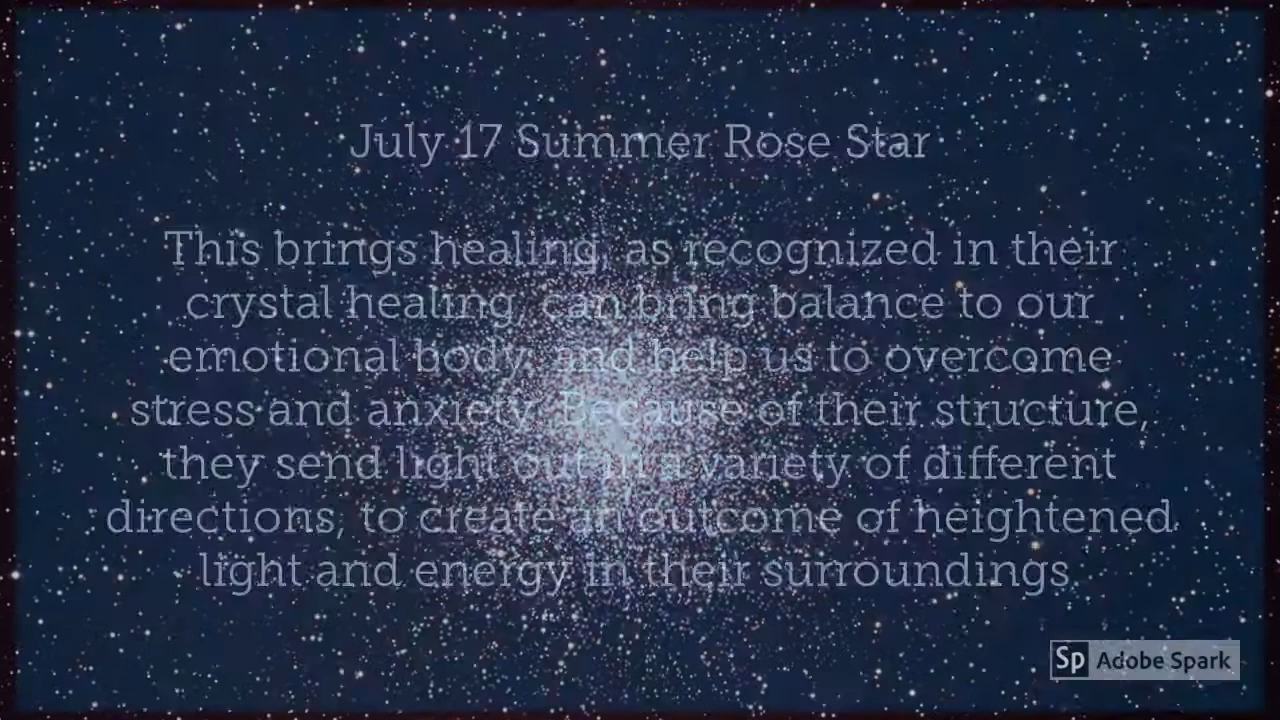 July 17 Summer Rose Star
This brings healing, as recognized in their
crystal healing, can bring balance to our
emotional body, and help us to overcome
stress and anxiety. Because of their structure,
they send light out in a variety of different
directions, to create an outcome of heightened
light and energy in their surroundings.
Sp Adobe Spark